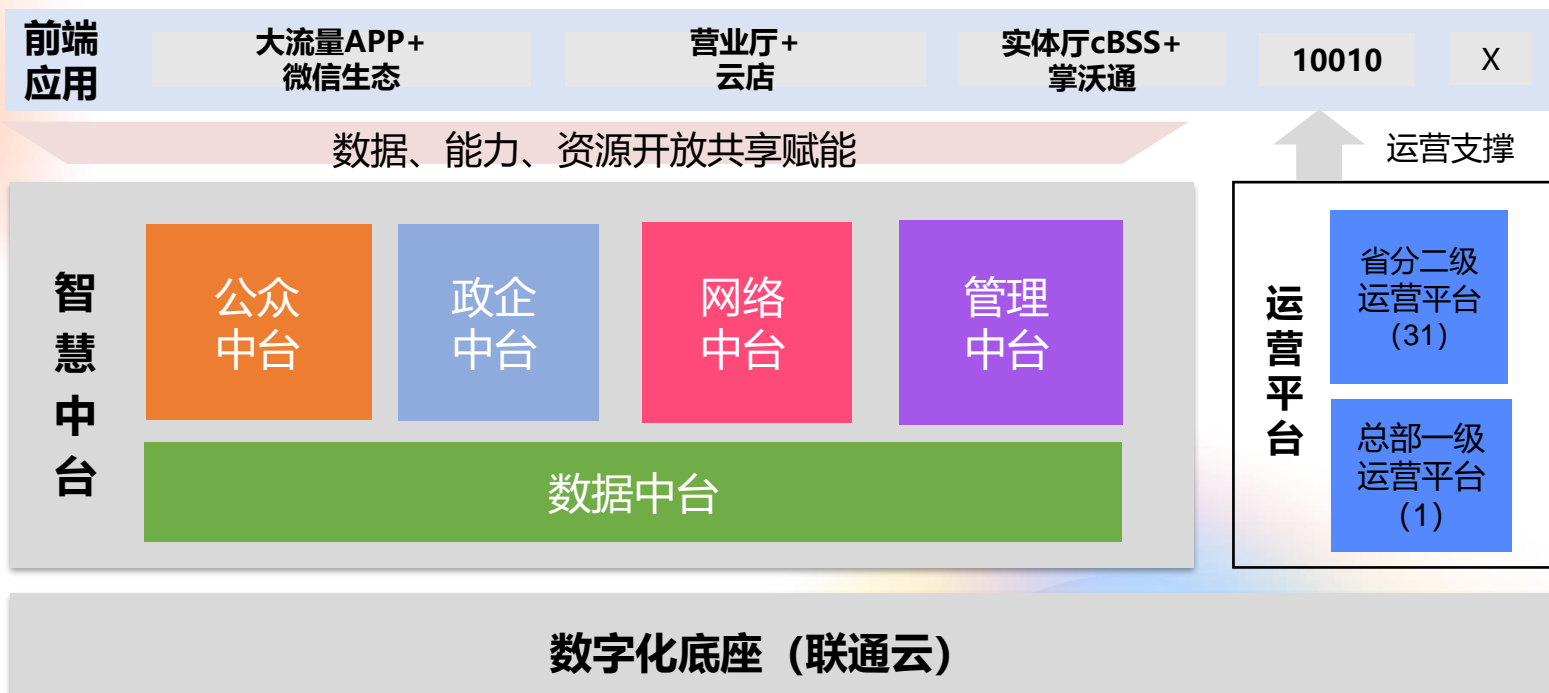 前端
应用
大流量APP+
微信生态
营业厅+
云店
实体厅cBSS+
掌沃通
10010
X
数据、能力、资源开放共享赋能
运营支撑
智
慧
中
台
公众
中台
政企
中台
网络
中台
管理
中台
数据中台
运
营
平
台
省分二级
运营平台
(31)
总部一级
运营平台
(1)
数字化底座（联通云）